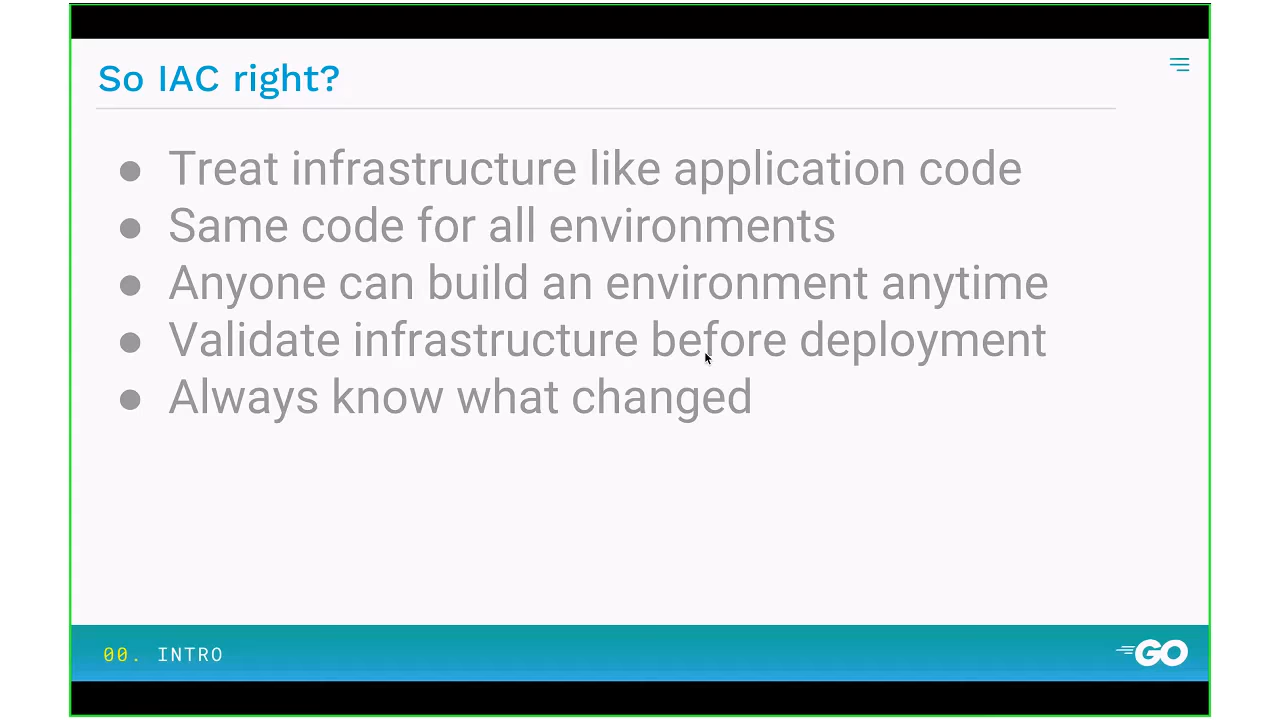 So IAC right?
● Treat infrastructure like application code
● Same code for all environments
● Anyone can build an environment anytime
● Validate infrastructure before deployment
● Always know what changed
00. INTRO
GO